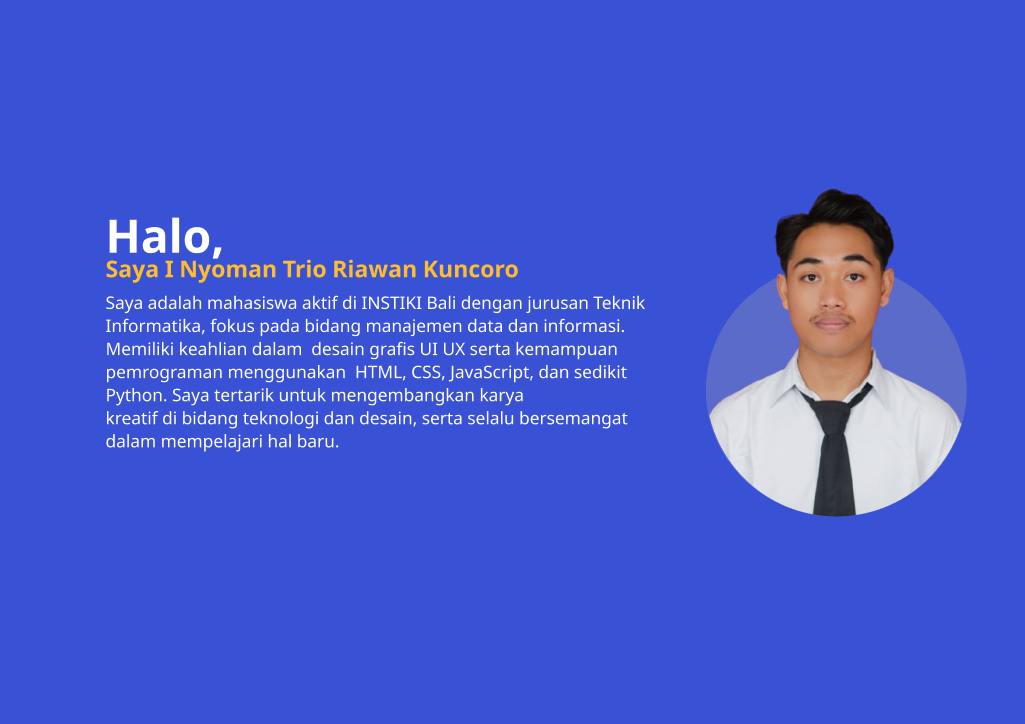 Halo,
Saya I Nyoman Trio Riawan Kuncoro
Saya adalah mahasiswa aktif di INSTIKI Bali dengan jurusan Teknik
Informatika, fokus pada bidang manajemen data dan informasi.
Memiliki keahlian dalam  desain grafis UI UX serta kemampuan
pemrograman menggunakan  HTML, CSS, JavaScript, dan sedikit
Python. Saya tertarik untuk mengembangkan karya
kreatif di bidang teknologi dan desain, serta selalu bersemangat
dalam mempelajari hal baru.